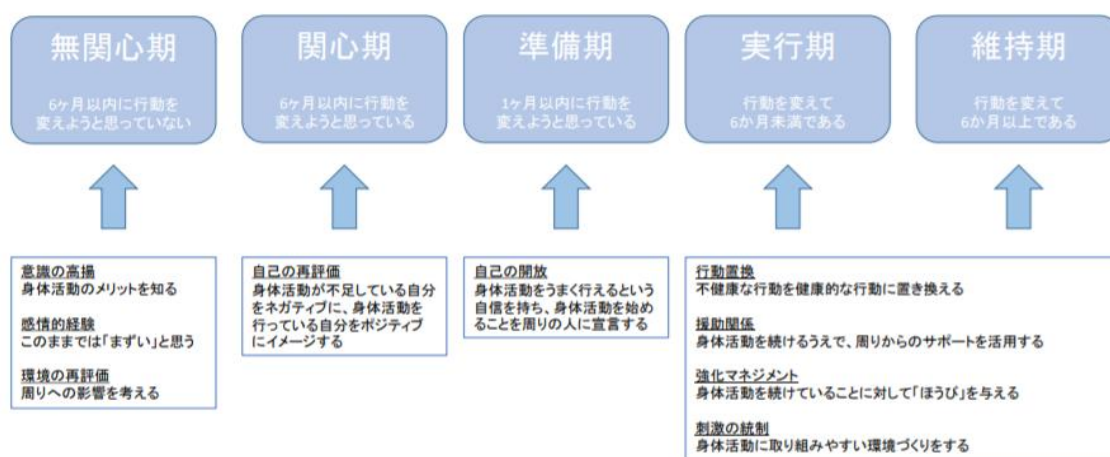 無関心期
6ケ月以内に行動を
変えようと思っていない
関心期
6ケ月以内に行動を
変えようと思っている
準備期
1ケ月以内に行動を
変えようと思っている
実行期
行動を変えて
6か月未満である
維持期
行動を変えて
6か月以上である
意識の高揚
身体活動のメリットを知る
感情的経験
このままでは「まずい」と思う
環境の再評価
周りへの影響を考える
自己の再評価
身体活動が不足している自分
をネガティブに、身体活動を
行っている自分をポジティブ
にイメージする
自己の開放
身体活動をうまく行えるという
自信を持ち、身体活動を始め
ることを周りの人に宣言する
行動置換
不健康な行動を健康的な行動に置き換える
援助関係
身体活動を続けるうえで、周りからのサポートを活用する
強化マネジメント
身体活動を続けていることに対して「ほうび」を与える
刺激の統制
身体活動に取り組みやすい環境づくりをする